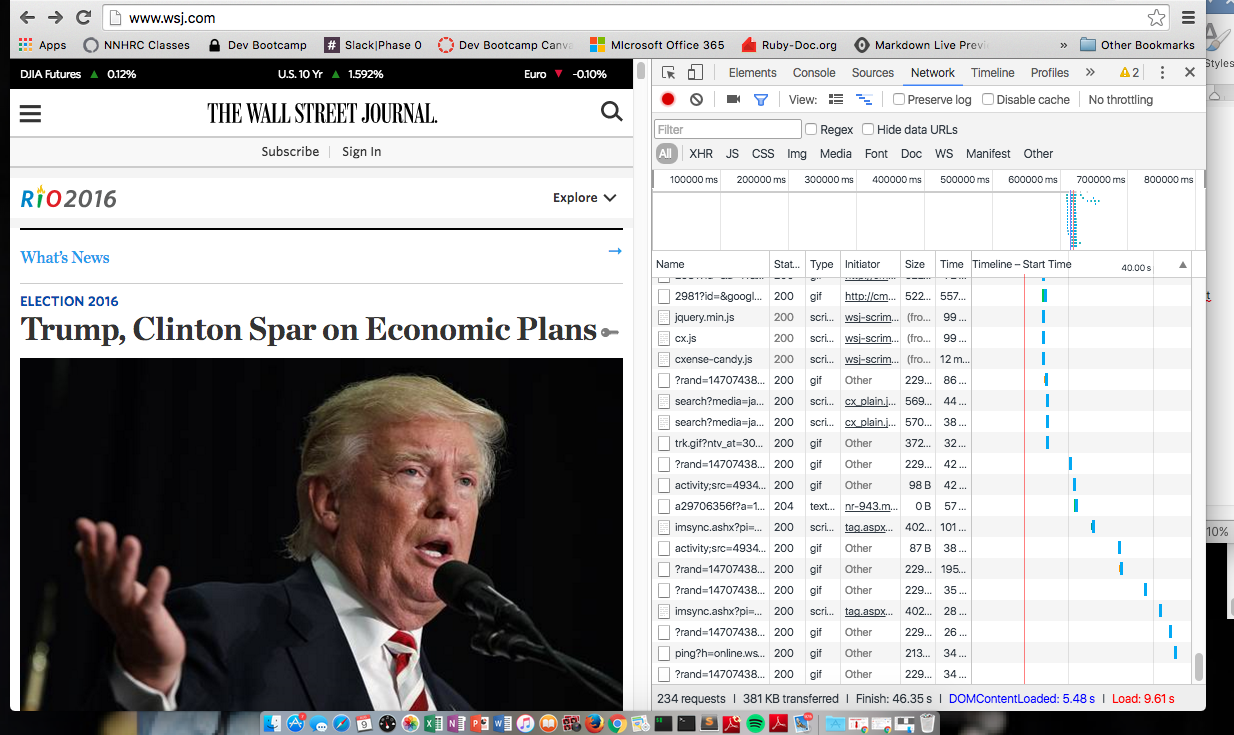 www.wsj.com
Apps NNHRC Classes Dev Bootcamp Slack|Phase 0 Dev Bootcamp Canv MIcrosoft Office 365 Ruby-Doc.org Markdown Live Previ » Other Bookmarks
Styles
DJIA Futures ▲ 0.12% U.S. 10 Yr ▲ 1.592% Euro ▼ -0.10%
THE WALL STREET JOURNAL.
Subscribe | Sign In
RIO2016 Explore
What's News →
ELECTION 2016
Trump, Clinton Spar on Economic Plans
Elements Console Sources Network Timeline Profiles » 2
View: Preserve log Disable cache No throttling
Filter Regex Hide data URLs
All XHR JS CSS Img Media Font Doc WS Manifest Other
100000 ms 200000 ms 300000 ms 400000 ms 500000 ms 600000 ms 700000 ms 800000 ms
Name Stat... Type Initiator Size Time Timeline – Start Time 40.00 s ▲
2981?id=&googl... 200 gif http://cm... 522... 557...
jquery.min.js 200 scri... wsj-scrim... (fro... 99 ...
cx.js 200 scri... wsj-scrim... (fro... 99 ...
cxense-candy.js 200 scri... wsj-scrim... (fro... 12 m...
?rand=14707438... 200 gif Other 229... 86 ...
search?media=ja... 200 scri... cx_plain.j... 569... 44 ...
search?media=ja... 200 scri... cx_plain.j... 570... 38 ...
trk.gif?ntv_at=30... 200 gif Other 372... 32 ...
?rand=14707438... 200 gif Other 229... 42 ...
activity;src=4934... 200 gif Other 98 B 42 ...
a29706356f?a=1... 204 text... nr-943.m... 0 B 57 ...
imsync.ashx?pi=... 200 scri... tag.aspx... 402... 101 ...
activity;src=4934... 200 gif Other 87 B 38 ...
?rand=14707438... 200 gif Other 229... 195...
?rand=14707438... 200 gif Other 229... 35 ...
imsync.ashx?pi=... 200 scri... tag.aspx... 402... 28 ...
?rand=14707438... 200 gif Other 229... 26 ...
ping?h=online.ws... 200 gif Other 213... 34 ...
?rand=14707438... 200 gif Other 229... 34 ...
10%
234 requests | 381 KB transferred | Finish: 46.35 s | DOMContentLoaded: 5.48 s | Load: 9.61 s